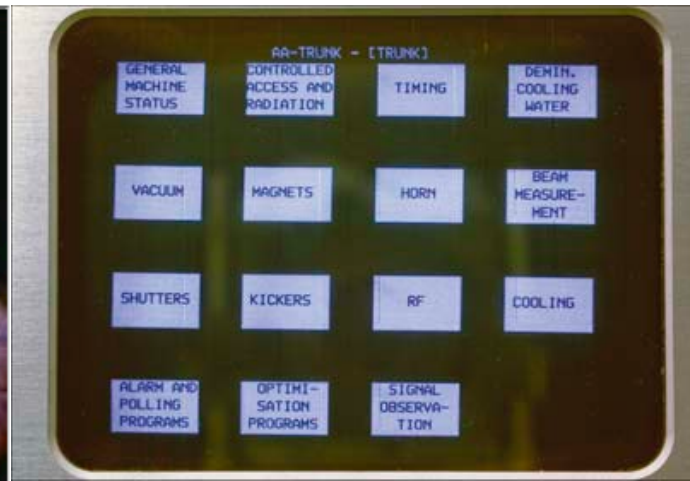 AA-TRUNK - [TRUNK]
GENERAL
MACHINE
STATUS
CONTROLLED
ACCESS AND
RADIATION
TIMING
DEMIN.
COOLING
WATER
VACUUM
MAGNETS
HORN
BEAM
MEASURE-
MENT
SHUTTERS
KICKERS
RF
COOLING
ALARM AND
POLLING
PROGRAMS
OPTIMI-
SATION
PROGRAMS
SIGNAL
OBSERVA-
TION